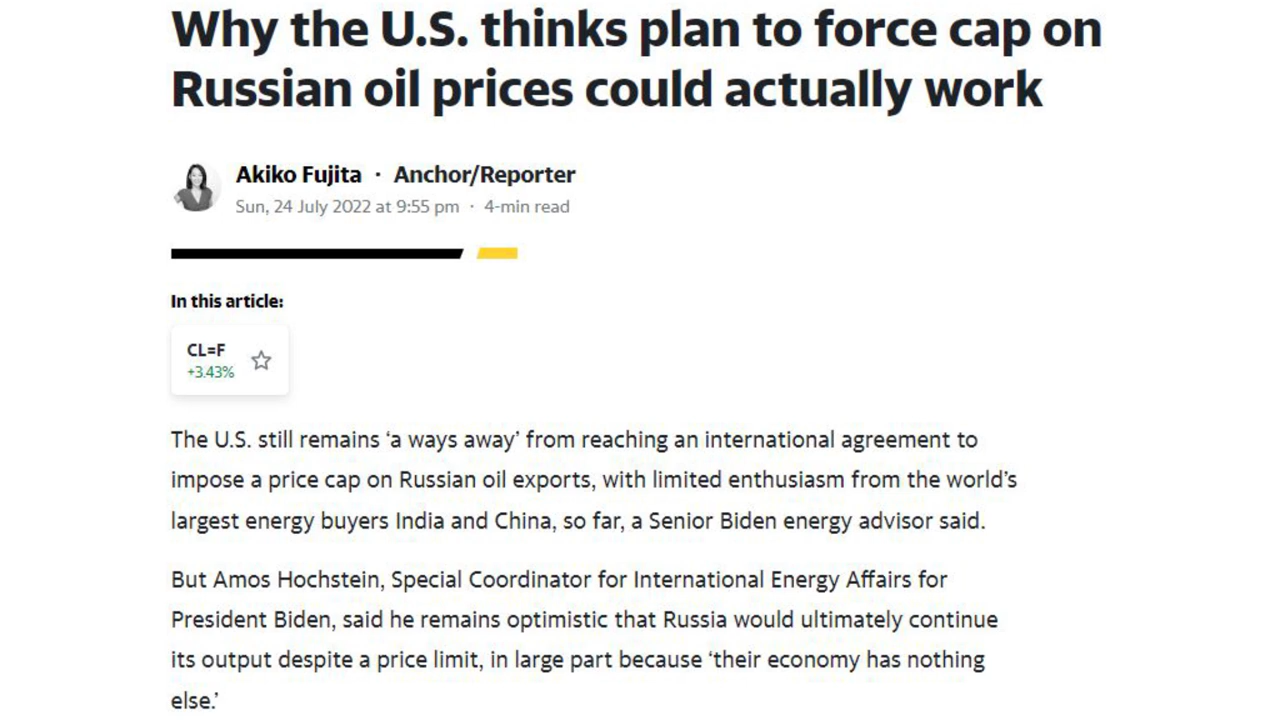 Why the U.S. thinks plan to force cap on
Russian oil prices could actually work
Akiko Fujita · Anchor/Reporter
Sun, 24 July 2022 at 9:55 pm · 4-min read
In this article:
CL=F
+3.43%
The U.S. still remains ‘a ways away’ from reaching an international agreement to
impose a price cap on Russian oil exports, with limited enthusiasm from the world’s
largest energy buyers India and China, so far, a Senior Biden energy advisor said.
But Amos Hochstein, Special Coordinator for International Energy Affairs for
President Biden, said he remains optimistic that Russia would ultimately continue
its output despite a price limit, in large part because ‘their economy has nothing
else.’